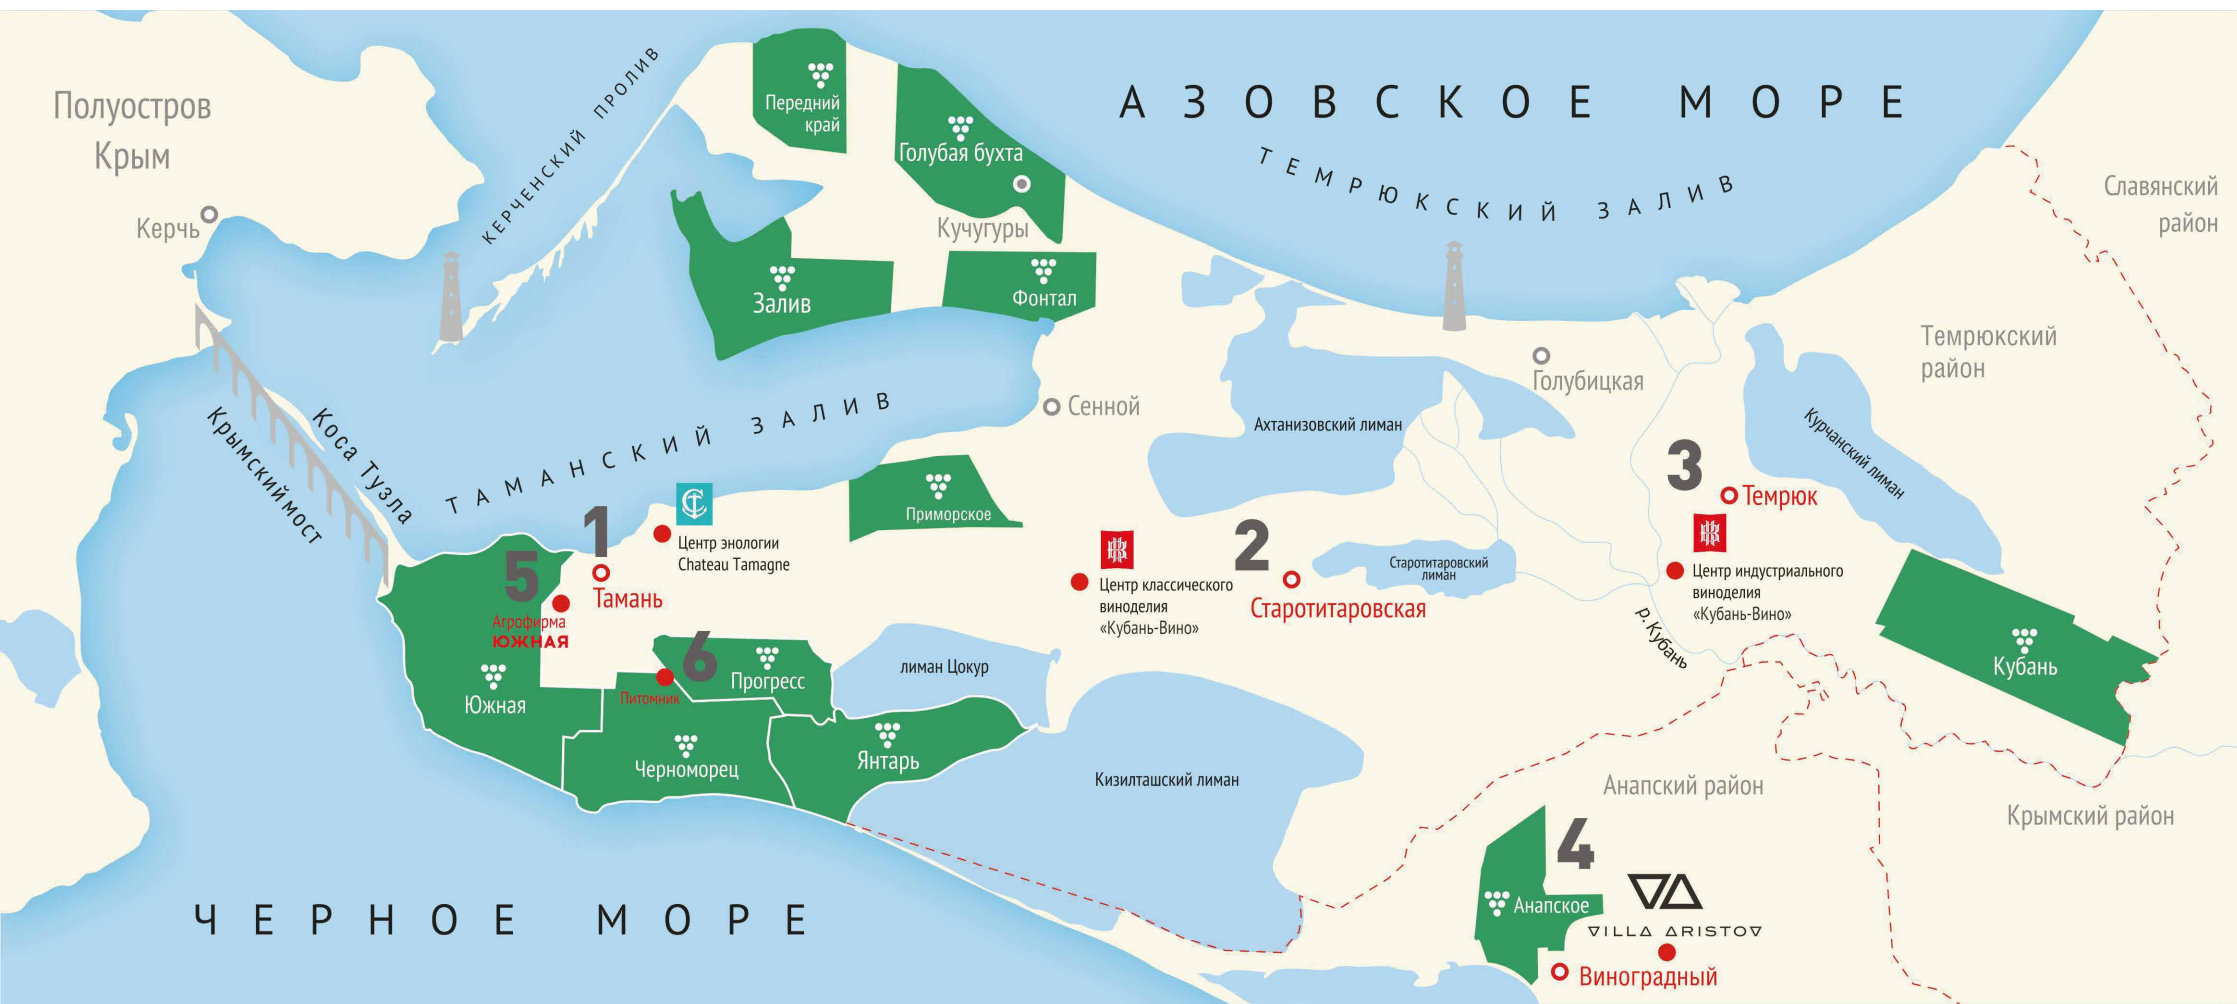 Полуостров
Крым
Керчь
КЕРЧЕНСКИЙ ПРОЛИВ
Передний
край
Голубая бухта
Кучугуры
Залив
Фонтал
АЗОВСКОЕ МОРЕ
ТЕМРЮКСКИЙ ЗАЛИВ
Славянский
район
Темрюкский
район
Голубицкая
Сенной
Ахтанизовский лиман
Курчанский лиман
Коса Тузла
Крымскиймост
ТАМАНСКИЙ ЗАЛИВ
Приморское
1
Тамань
Центр энологии
Chateau Tamagne
5
Агрофирма
ЮЖНАЯ
Южная
6
Питомник
Прогресс
Черноморец
Янтарь
лиман Цокур
Кизилташский лиман
Центр классического
виноделия
«Кубань-Вино»
2
Старотитаровская
Старотитаровский
лиман
3
Темрюк
Центр индустриального
виноделия
«Кубань-Вино»
р. Кубань
Кубань
Анапский район
Крымский район
4
Анапское
VILLA ARISTOV
Виноградный
ЧЕРНОЕ МОРЕ